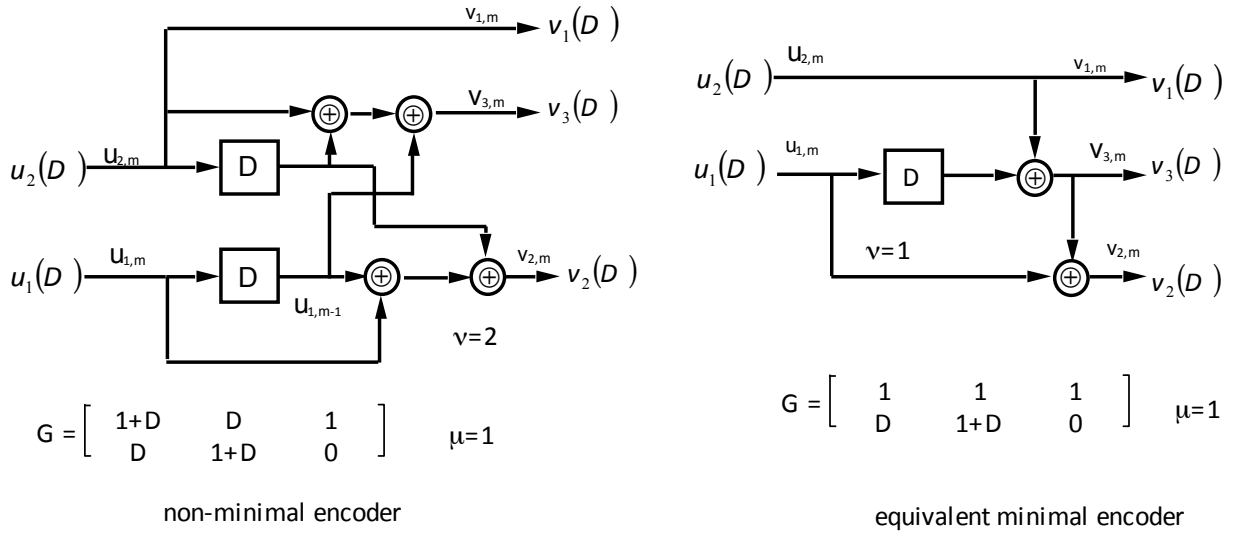 v1,m v1(D )
v3,m v3(D )
u2(D ) u2,m D
u1(D ) u1,m D v2,m v2(D )
u1,m-1
ν=2
G = [ 1+D D 1 ] μ=1
D 1+D 0
non-minimal encoder
u2(D ) u2,m v1,m v1(D )
u1(D ) u1,m D v3,m v3(D )
ν=1 v2,m v2(D )
G = [ 1 1 1 ] μ=1
D 1+D 0
equivalent minimal encoder